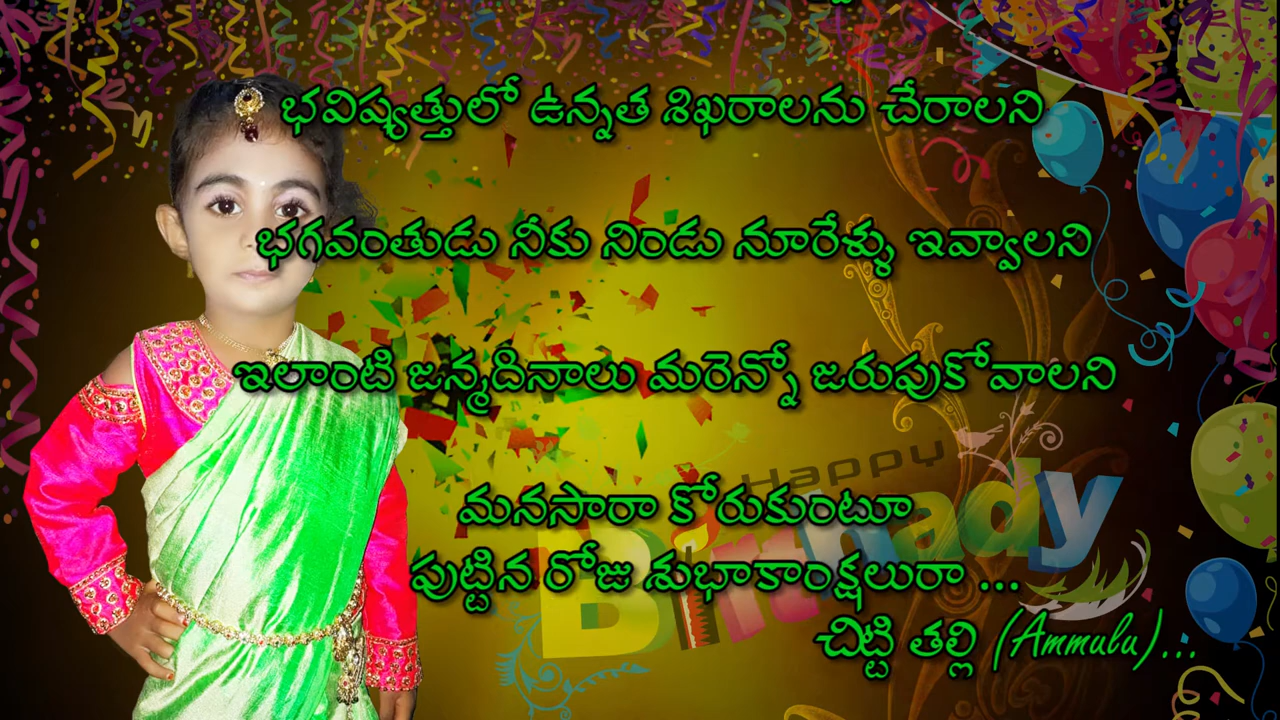 భవిష్యత్తులో ఉన్నత శిఖరాలను చేరాలని
భగవంతుడు నీకు నిండు నూరేళ్ళు ఇవ్వాలని
ఇలాంటి జన్మదినాలు మరెన్నో జరుపుకోవాలని
Happy
మనసారా కోరుకుంటూ
Birthady
పుట్టిన రోజు శుభాకాంక్షలురా ...
చిట్టి తల్లి (Ammulu)...